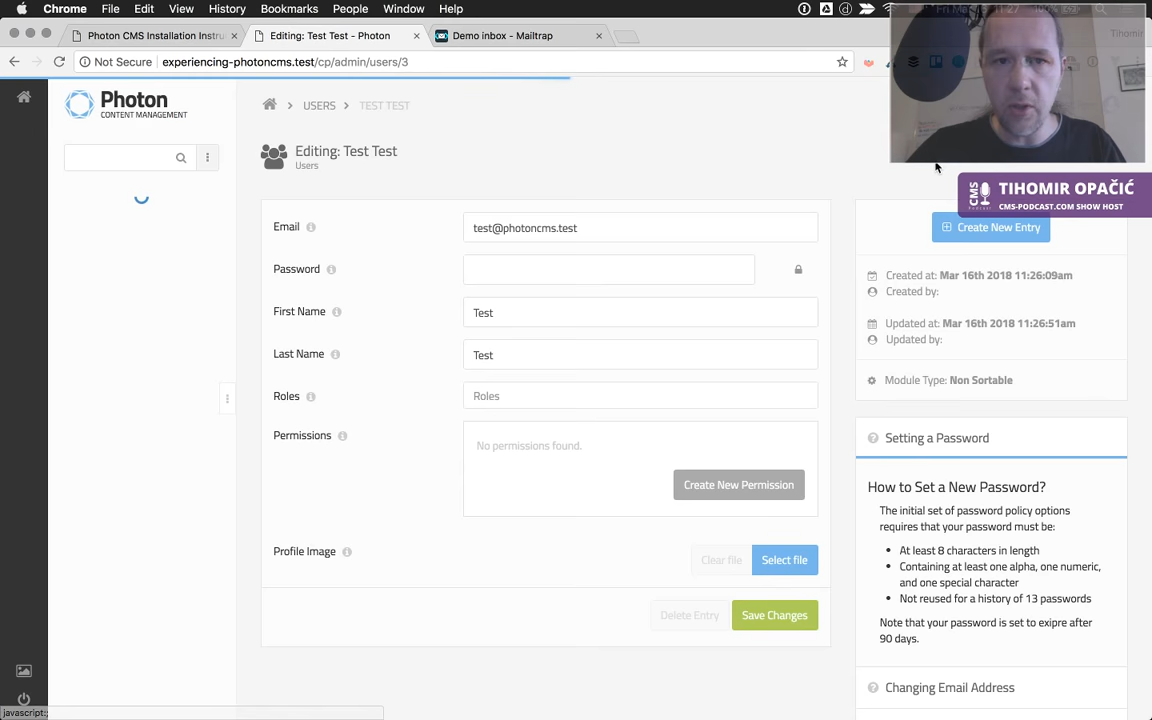 Chrome File Edit View History Bookmarks People Window Help
Photon CMS Installation Instru Editing: Test Test - Photon Demo inbox - Mailtrap
Tihomir
Not Secure experiencing-photoncms.test/cp/admin/users/3
Photon
CONTENT MANAGEMENT
USERS TEST TEST
Editing: Test Test
Users
TIHOMIR OPAČIĆ
CMS-PODCAST.COM SHOW HOST
CMS
Email test@photoncms.test
Password
First Name Test
Last Name Test
Roles Roles
Permissions No permissions found.
Create New Permission
Profile Image Clear file Select file
Delete Entry Save Changes
Create New Entry
Created at: Mar 16th 2018 11:26:09am
Created by:
Updated at: Mar 16th 2018 11:26:51am
Updated by:
Module Type: Non Sortable
Setting a Password
How to Set a New Password?
The initial set of password policy options
requires that your password must be:
At least 8 characters in length
Containing at least one alpha, one numeric,
and one special character
Not reused for a history of 13 passwords
Note that your password is set to exipre after
90 days.
Changing Email Address
javascript:;